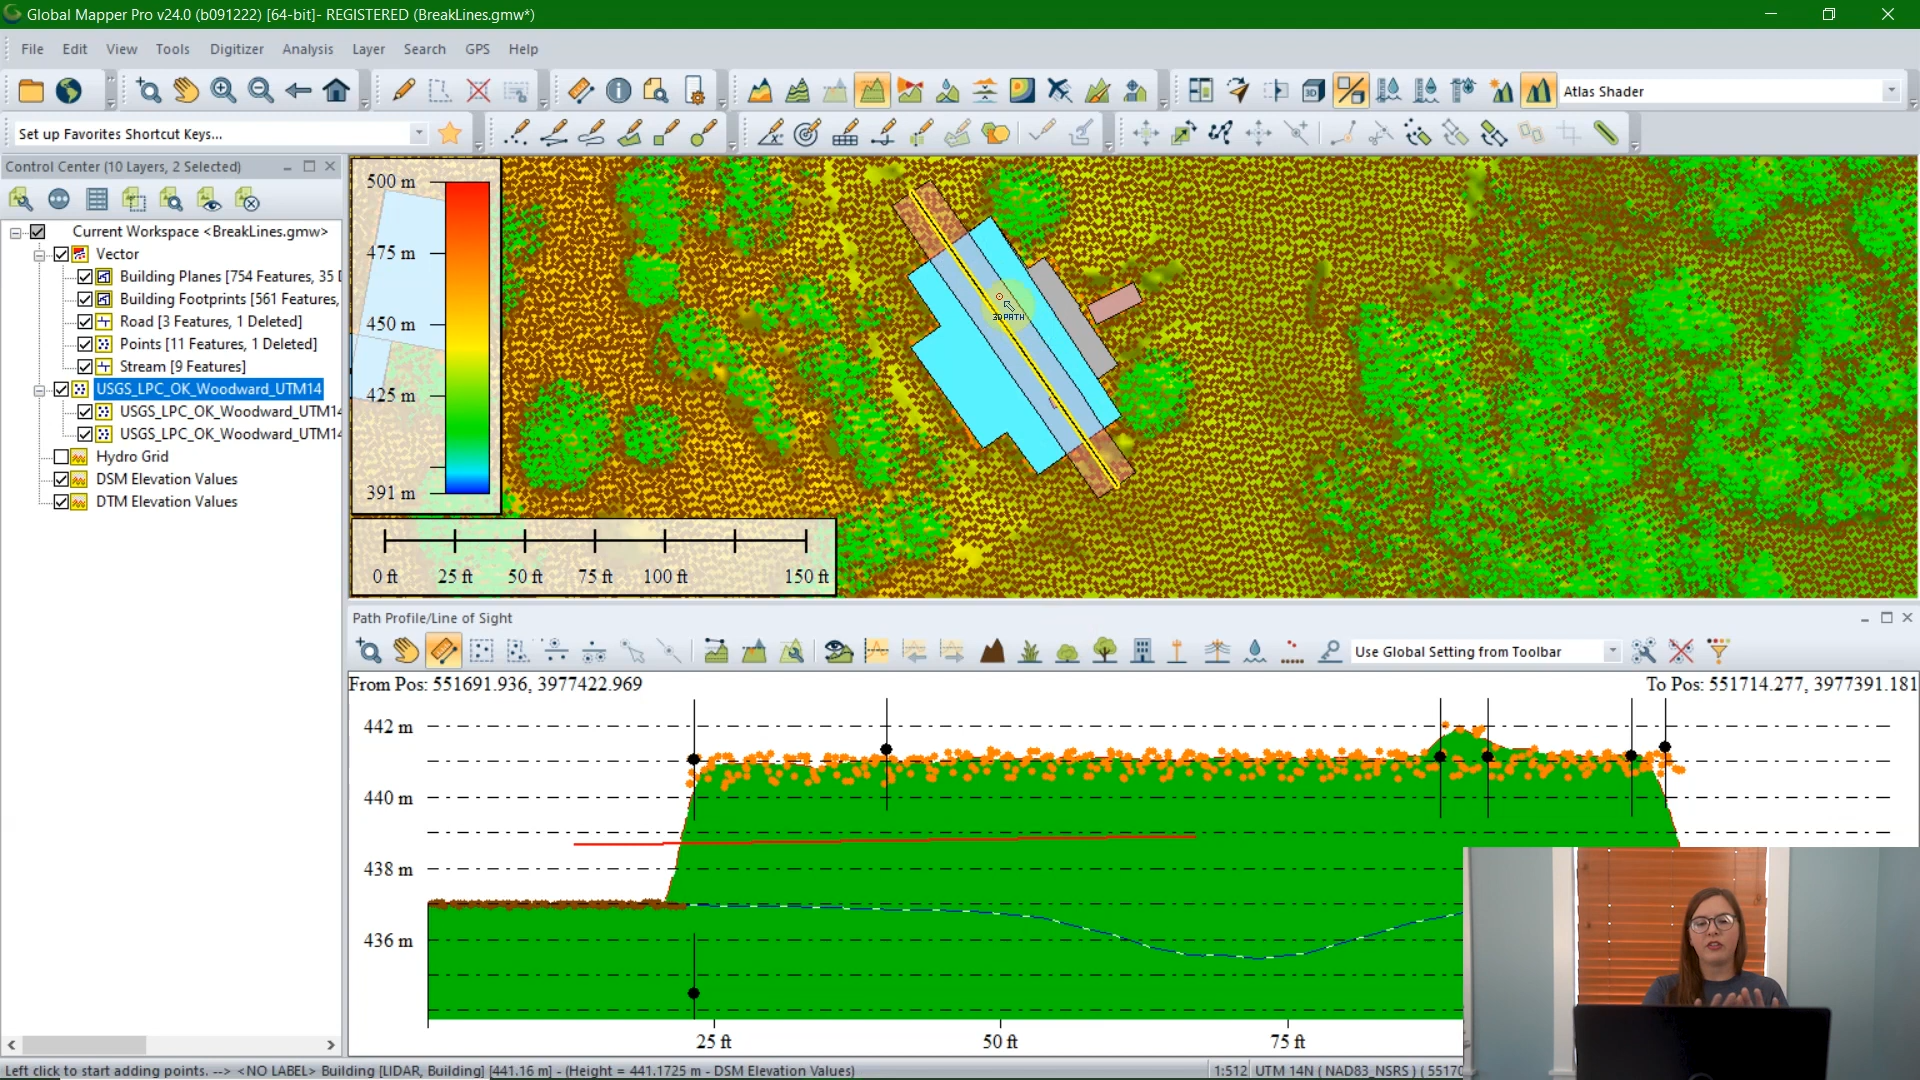 Global Mapper Pro v24.0 (b091222) [64-bit]- REGISTERED (BreakLines.gmw*)
File Edit View Tools Digitizer Analysis Layer Search GPS Help
Atlas Shader
Set up Favorites Shortcut Keys...
Control Center (10 Layers, 2 Selected)
Current Workspace <BreakLines.gmw>
Vector
Building Planes [754 Features, 35
Building Footprints [561 Features,
Road [3 Features, 1 Deleted]
Points [11 Features, 1 Deleted]
Stream [9 Features]
USGS_LPC_OK_Woodward_UTM14
USGS_LPC_OK_Woodward_UTM14
USGS_LPC_OK_Woodward_UTM14
Hydro Grid
DSM Elevation Values
DTM Elevation Values
500 m
475 m
450 m
425 m
391 m
0 ft 25 ft 50 ft 75 ft 100 ft 150 ft
3D PATH
Path Profile/Line of Sight
Use Global Setting from Toolbar
From Pos: 551691.936, 3977422.969
To Pos: 551714.277, 3977391.181
442 m
440 m
438 m
436 m
25 ft 50 ft 75 ft
Left click to start adding points. --> <NO LABEL> Building [LIDAR, Building] [441.16 m] - (Height = 441.1725 m - DSM Elevation Values)
1:512 UTM 14N ( NAD83_NSRS ) ( 55170